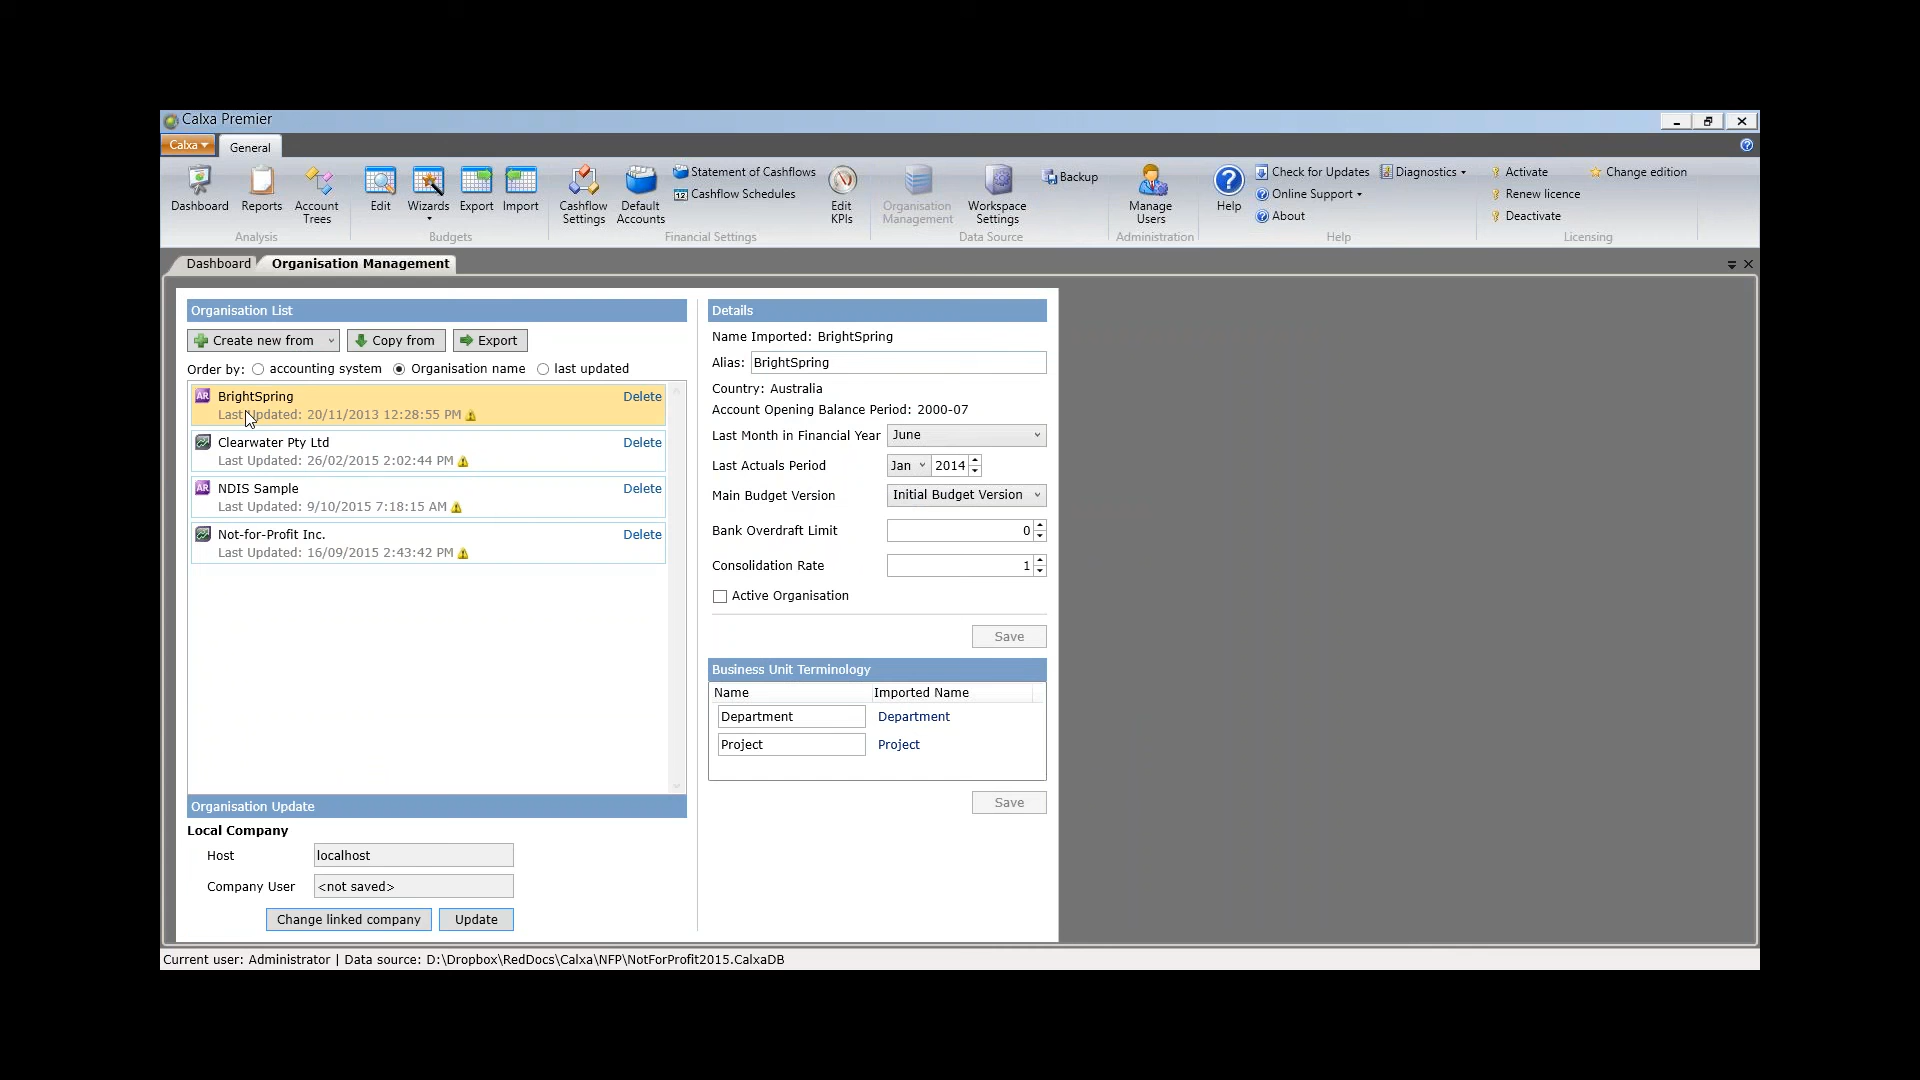 Calxa Premier
Calxa
General
Dashboard
Reports
Account Trees
Analysis
Edit
Wizards
Export
Import
Budgets
Cashflow Settings
Default Accounts
Statement of Cashflows
Cashflow Schedules
Edit KPIs
Financial Settings
Organisation Management
Workspace Settings
Backup
Data Source
Manage Users
Administration
Help
Check for Updates
Online Support
About
Diagnostics
Help
Activate
Renew licence
Deactivate
Change edition
Licensing
Dashboard
Organisation Management
Organisation List
Create new from
Copy from
Export
Order by: accounting system Organisation name last updated
AR BrightSpring Delete
Last Updated: 20/11/2013 12:28:55 PM
Clearwater Pty Ltd Delete
Last Updated: 26/02/2015 2:02:44 PM
AR NDIS Sample Delete
Last Updated: 9/10/2015 7:18:15 AM
Not-for-Profit Inc. Delete
Last Updated: 16/09/2015 2:43:42 PM
Organisation Update
Local Company
Host localhost
Company User <not saved>
Change linked company Update
Details
Name Imported: BrightSpring
Alias: BrightSpring
Country: Australia
Account Opening Balance Period: 2000-07
Last Month in Financial Year June
Last Actuals Period Jan 2014
Main Budget Version Initial Budget Version
Bank Overdraft Limit 0
Consolidation Rate 1
Active Organisation
Save
Business Unit Terminology
Name Imported Name
Department Department
Project Project
Save
Current user: Administrator | Data source: D:\Dropbox\RedDocs\Calxa\NFP\NotForProfit2015.CalxaDB